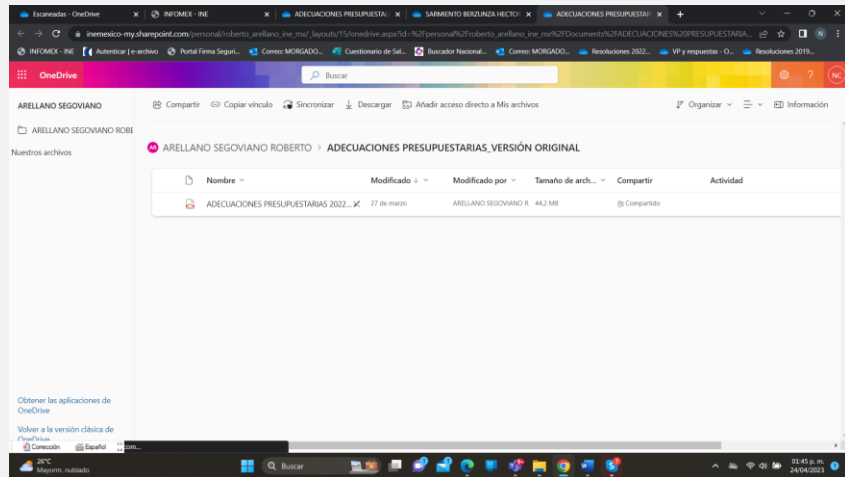 Escaneadas - OneDrive
INFOMEX - INE
ADECUACIONES PRESUPUESTALE
SARMIENTO BERZUNZA HECTOR
ADECUACIONES PRESUPUESTAR
inemexico-my.sharepoint.com/personal/roberto_arellano_ine_mx/_layouts/15/onedrive.aspx?id=%2Fpersonal%2Froberto_arellano_ine_mx%2FDocuments%2FADECUACIONES%20PRESUPUESTARIA...
INFOMEX - INE
Autenticar | e-archivo
Portal Firma Seguri...
Correo: MORGADO...
Cuestionario de Sal...
Buscador Nacional...
Correo: MORGADO...
Resoluciones 2022...
VP y respuestas - O...
Resoluciones 2019...
OneDrive
Buscar
NC
ARELLANO SEGOVIANO
Compartir
Copiar vínculo
Sincronizar
Descargar
Añadir acceso directo a Mis archivos
Organizar
Información
ARELLANO SEGOVIANO ROBE
Nuestros archivos
AR ARELLANO SEGOVIANO ROBERTO > ADECUACIONES PRESUPUESTARIAS_VERSIÓN ORIGINAL
Nombre
Modificado
Modificado por
Tamaño de arch...
Compartir
Actividad
ADECUACIONES PRESUPUESTARIAS 2022...
27 de marzo
ARELLANO SEGOVIANO R
44,2 MB
Compartido
Obtener las aplicaciones de
OneDrive
Volver a la versión clásica de
OneDrive
Corrección
Español
com...
26°C
Mayorm. nublado
Buscar
01:45 p. m.
24/04/2023